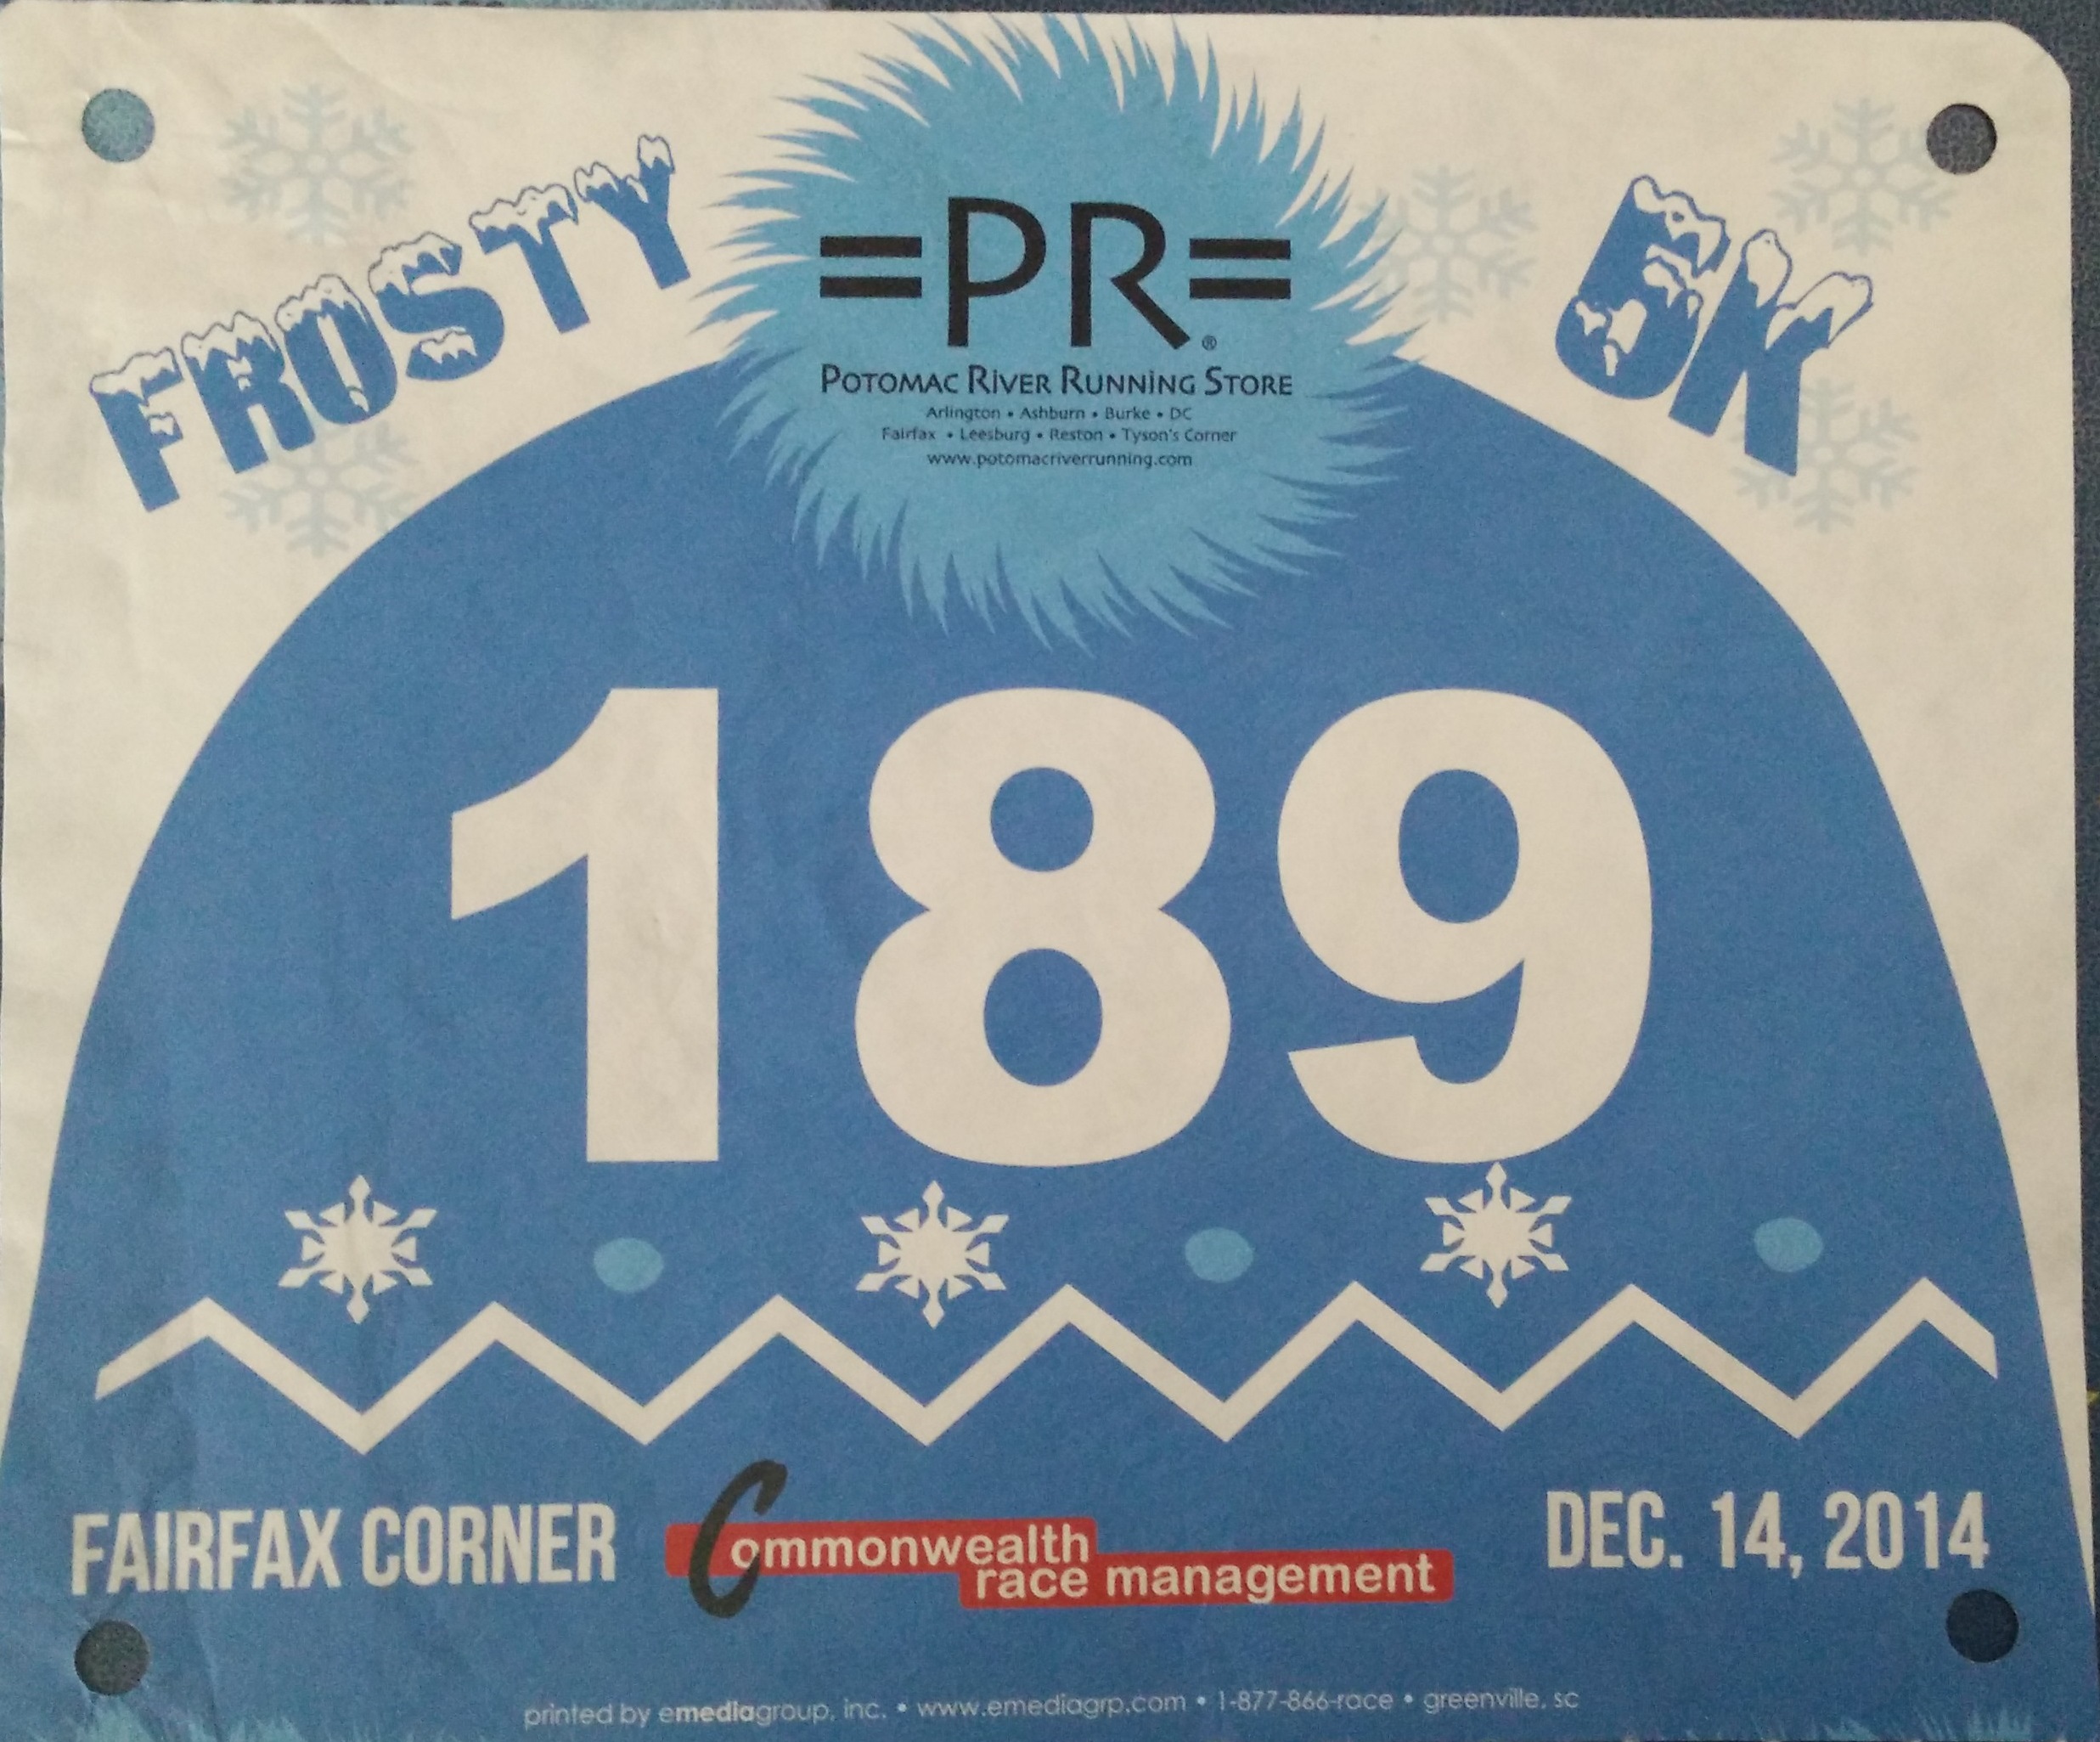 FROSTY
5K
=PR=®
POTOMAC RIVER RUNNING STORE
Arlington • Ashburn • Burke • DC
Fairfax • Leesburg • Reston • Tyson's Corner
www.potomacriverrunning.com
189
FAIRFAX CORNER
Commonwealth
race management
DEC. 14, 2014
printed by emediagroup, inc. • www.emediagrp.com • 1-877-866-race • greenville, sc